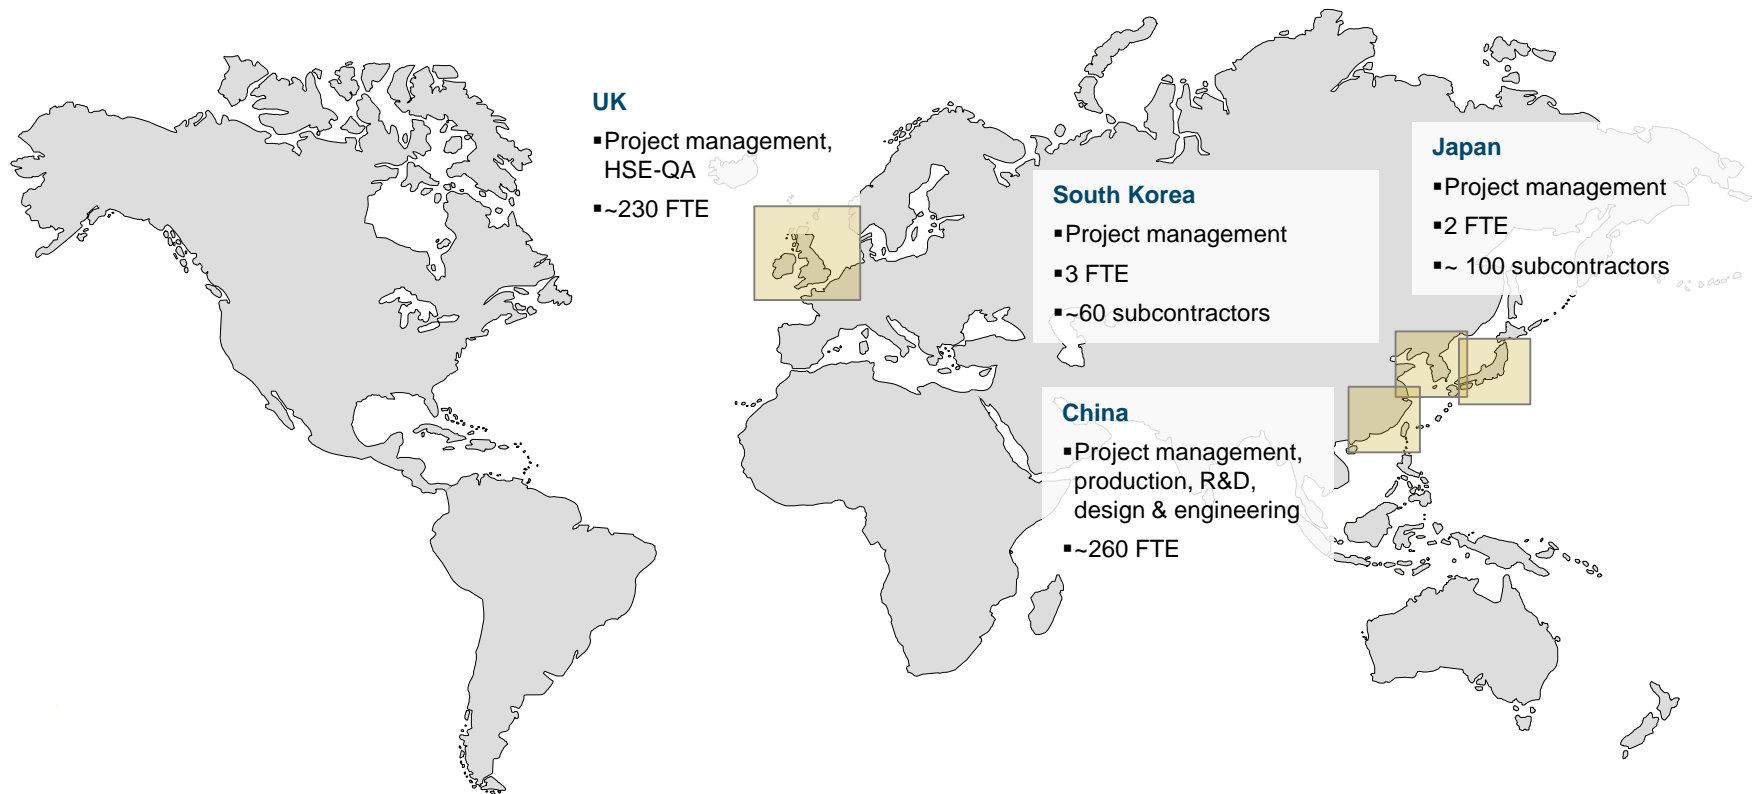 UK
▪Project management,
HSE-QA
▪~230 FTE
South Korea
▪Project management
▪3 FTE
▪~60 subcontractors
Japan
▪Project management
▪2 FTE
▪~ 100 subcontractors
China
▪Project management,
production, R&D,
design & engineering
▪~260 FTE